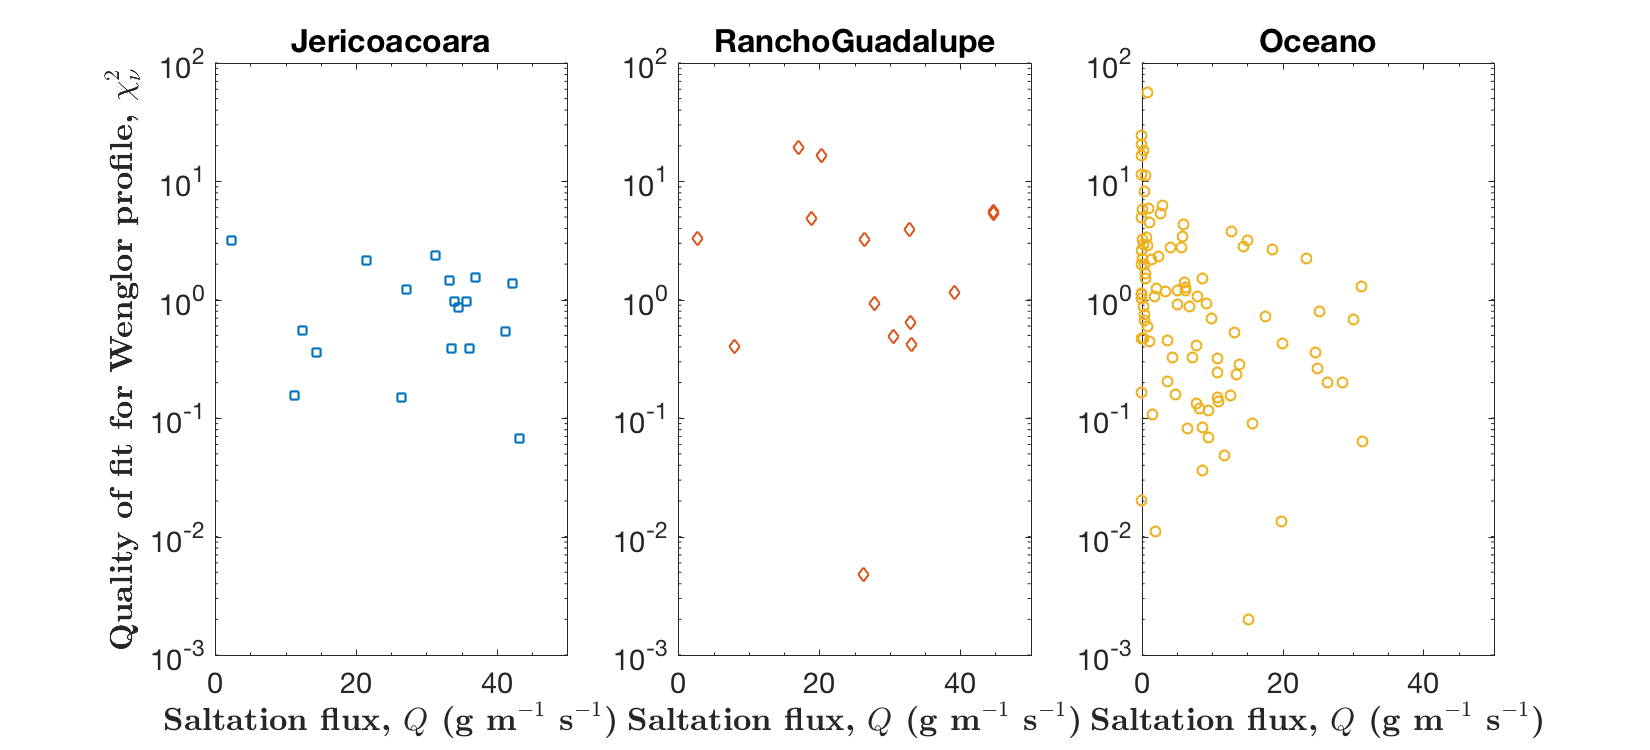 Jericoacoara
RanchoGuadalupe
Oceano
Quality of fit for Wenglor profile, χ²ᵥ
10²
10¹
10⁰
10⁻¹
10⁻²
10⁻³
0 20 40
Saltation flux, Q (g m⁻¹ s⁻¹)
10²
10¹
10⁰
10⁻¹
10⁻²
10⁻³
0 20 40
Saltation flux, Q (g m⁻¹ s⁻¹)
10²
10¹
10⁰
10⁻¹
10⁻²
10⁻³
0 20 40
Saltation flux, Q (g m⁻¹ s⁻¹)